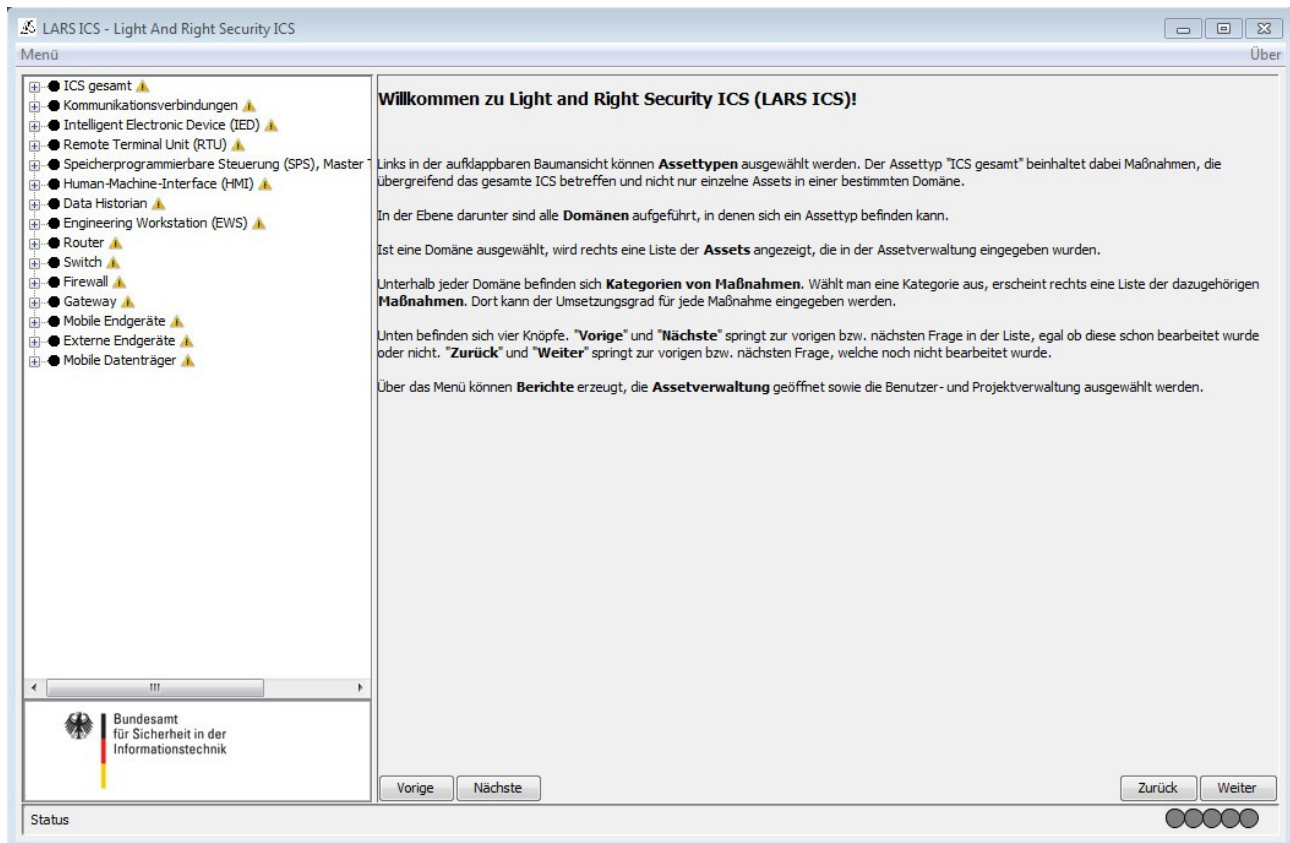 LARS ICS - Light And Right Security ICS
Menü
Über
ICS gesamt
Kommunikationsverbindungen
Intelligent Electronic Device (IED)
Remote Terminal Unit (RTU)
Speicherprogrammierbare Steuerung (SPS), Master
Human-Machine-Interface (HMI)
Data Historian
Engineering Workstation (EWS)
Router
Switch
Firewall
Gateway
Mobile Endgeräte
Externe Endgeräte
Mobile Datenträger
Bundesamt
für Sicherheit in der
Informationstechnik
Willkommen zu Light and Right Security ICS (LARS ICS)!
Links in der aufklappbaren Baumansicht können Assettypen ausgewählt werden. Der Assettyp "ICS gesamt" beinhaltet dabei Maßnahmen, die
übergreifend das gesamte ICS betreffen und nicht nur einzelne Assets in einer bestimmten Domäne.
In der Ebene darunter sind alle Domänen aufgeführt, in denen sich ein Assettyp befinden kann.
Ist eine Domäne ausgewählt, wird rechts eine Liste der Assets angezeigt, die in der Assetverwaltung eingegeben wurden.
Unterhalb jeder Domäne befinden sich Kategorien von Maßnahmen. Wählt man eine Kategorie aus, erscheint rechts eine Liste der dazugehörigen
Maßnahmen. Dort kann der Umsetzungsgrad für jede Maßnahme eingegeben werden.
Unten befinden sich vier Knöpfe. "Vorige" und "Nächste" springt zur vorigen bzw. nächsten Frage in der Liste, egal ob diese schon bearbeitet wurde
oder nicht. "Zurück" und "Weiter" springt zur vorigen bzw. nächsten Frage, welche noch nicht bearbeitet wurde.
Über das Menü können Berichte erzeugt, die Assetverwaltung geöffnet sowie die Benutzer- und Projektverwaltung ausgewählt werden.
Vorige
Nächste
Zurück
Weiter
Status